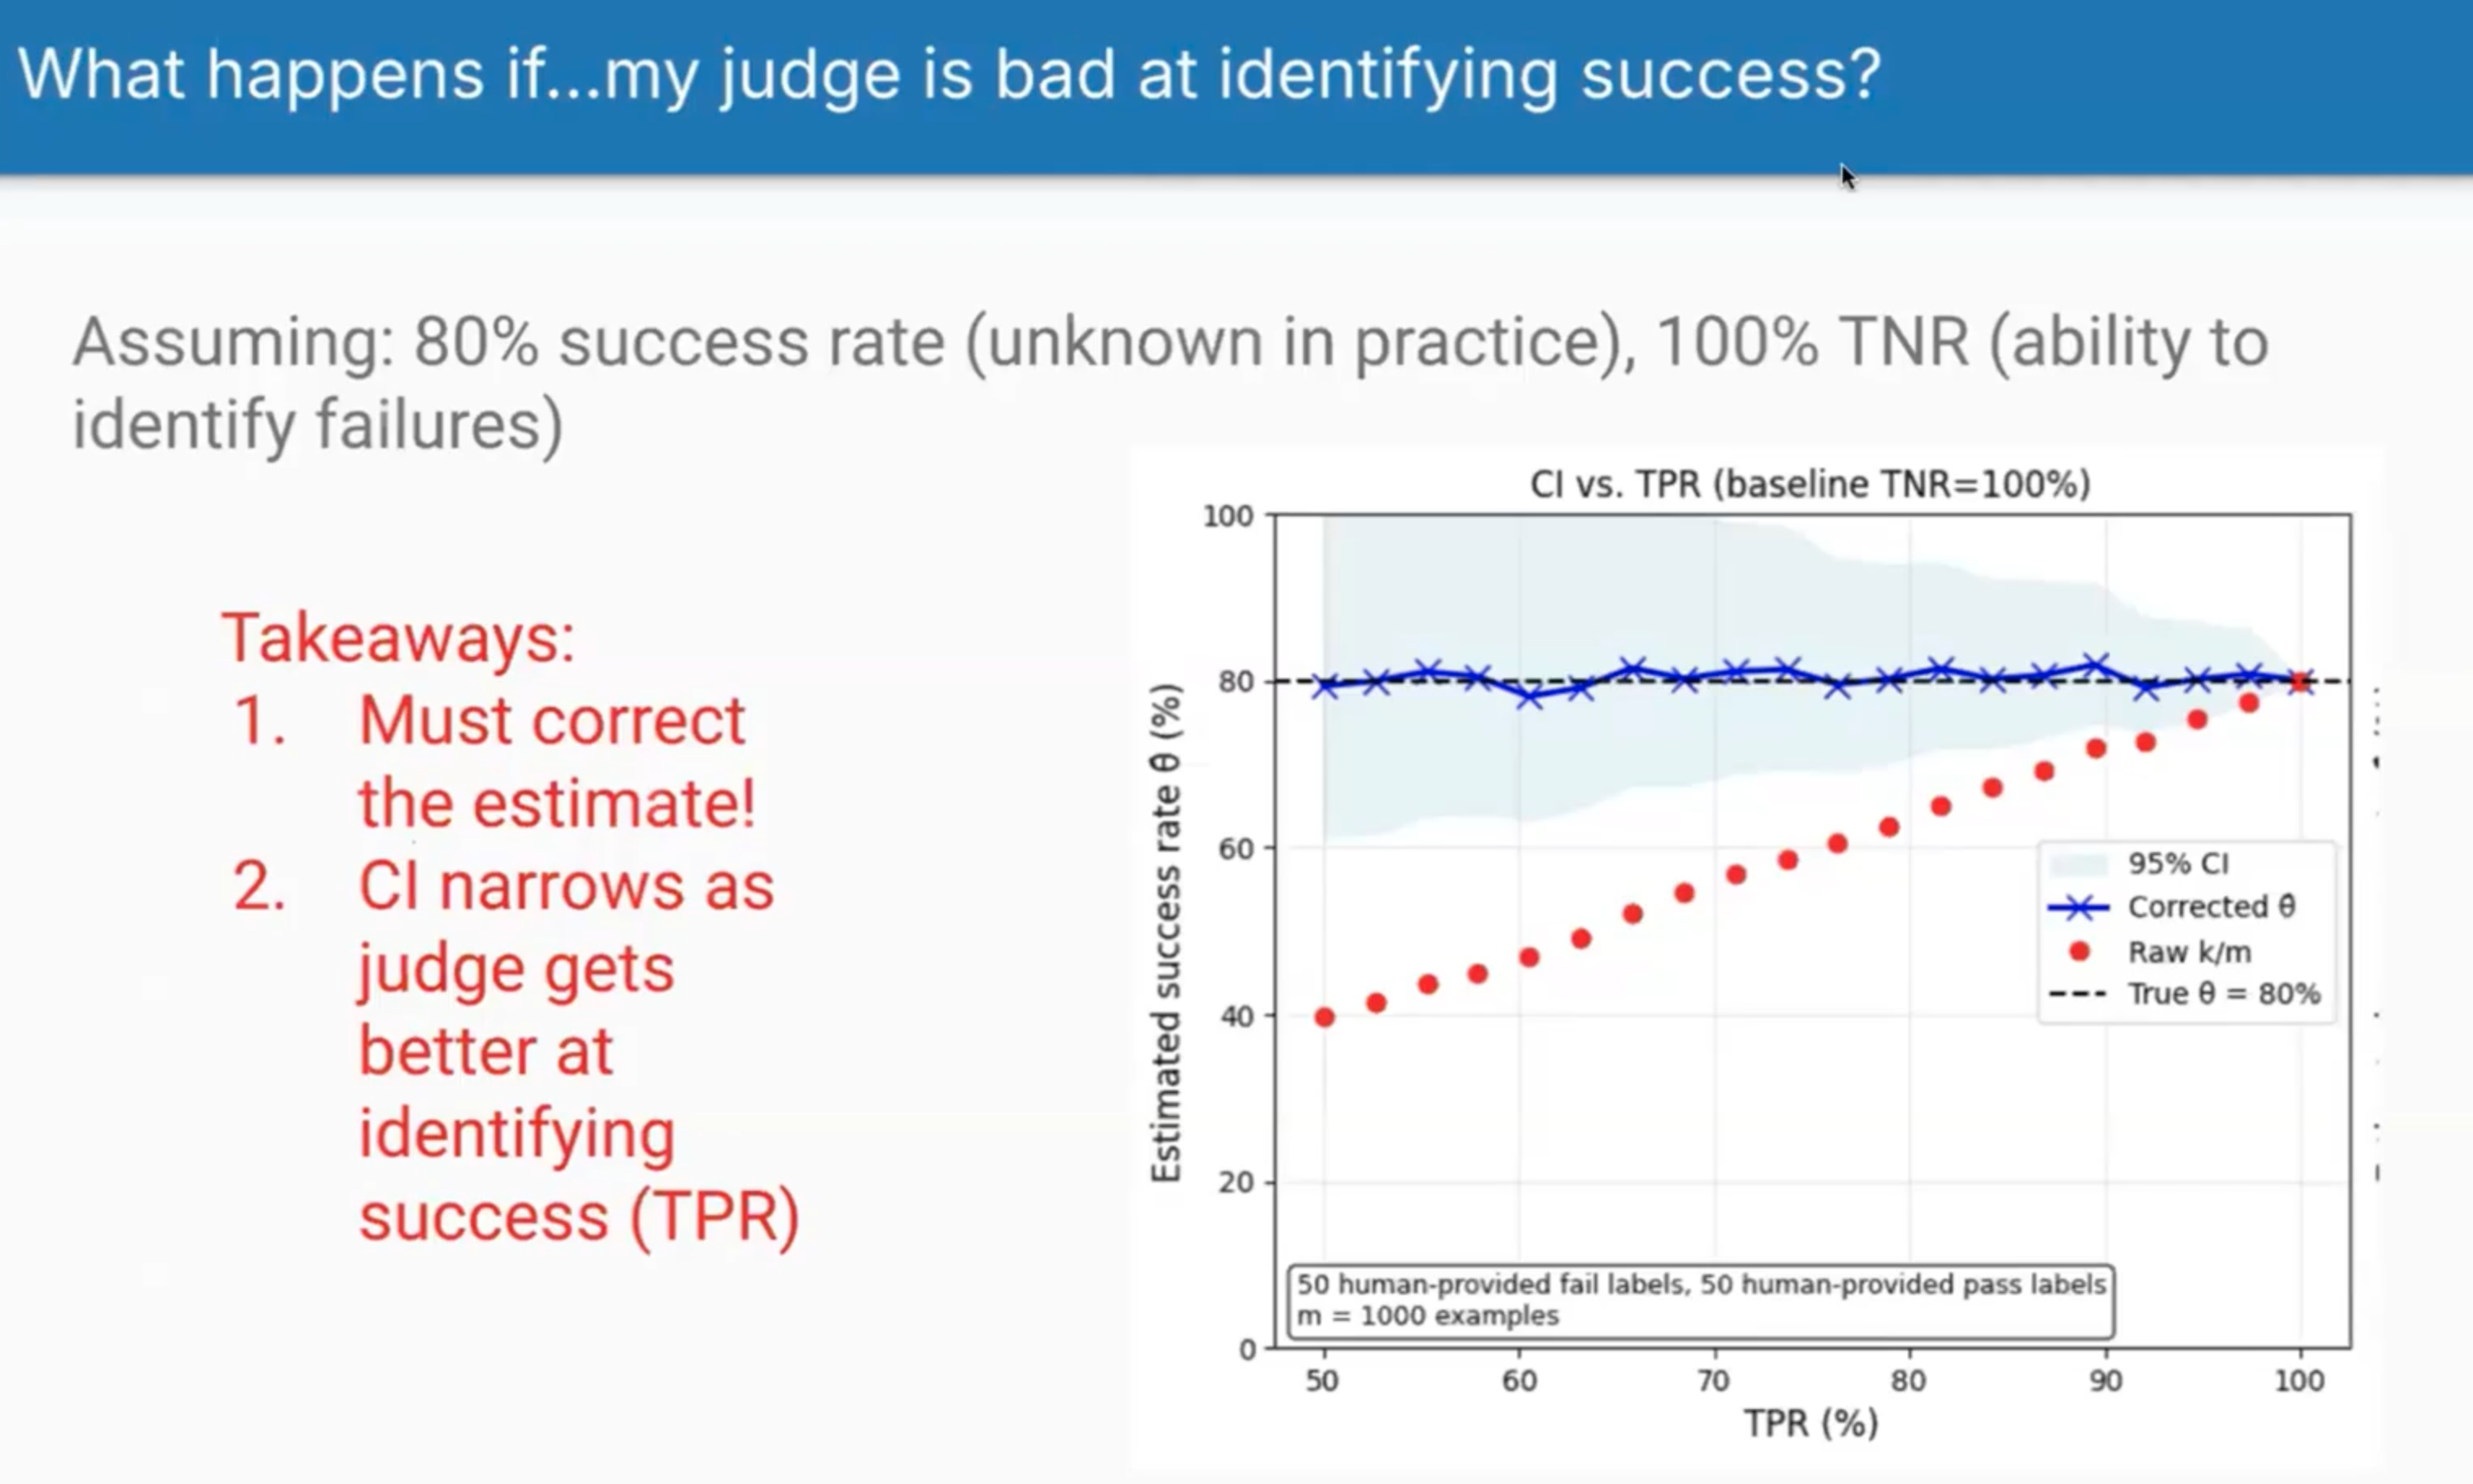 What happens if...my judge is bad at identifying success?
Assuming: 80% success rate (unknown in practice), 100% TNR (ability to
identify failures)
Takeaways:
1. Must correct
the estimate!
2. CI narrows as
judge gets
better at
identifying
success (TPR)
CI vs. TPR (baseline TNR=100%)
Estimated success rate θ̂ (%)
100
80
60
40
20
0
95% CI
Corrected θ̂
Raw k/m
True θ = 80%
50 human-provided fail labels, 50 human-provided pass labels
m = 1000 examples
50 60 70 80 90 100
TPR (%)